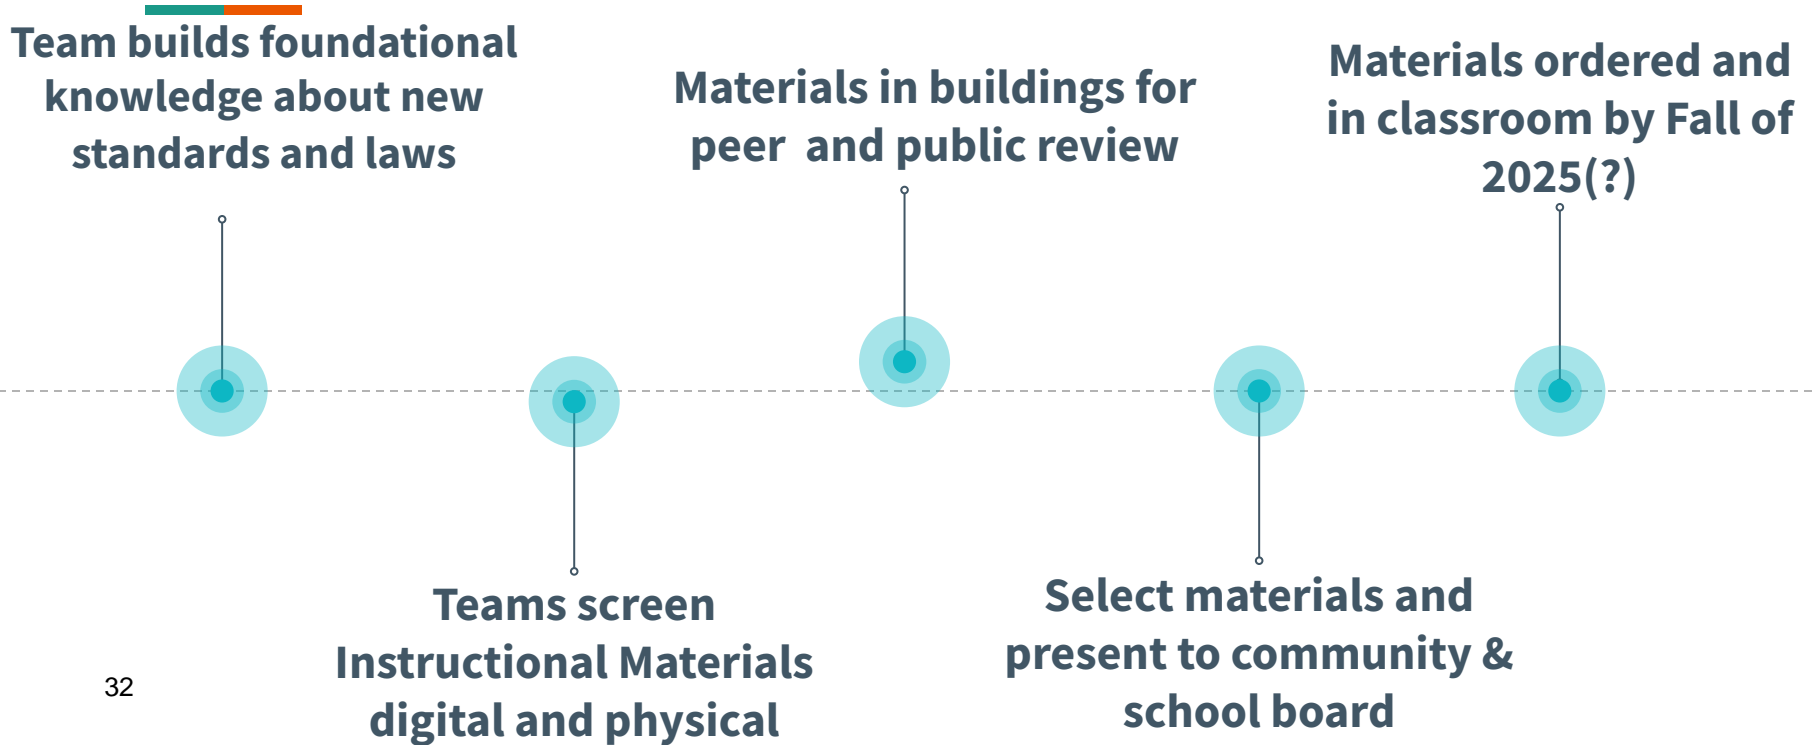 Team builds foundational
knowledge about new
standards and laws
Teams screen
Instructional Materials
digital and physical
Materials in buildings for
peer  and public review
Select materials and
present to community &
school board
Materials ordered and
in classroom by Fall of
2025(?)
32